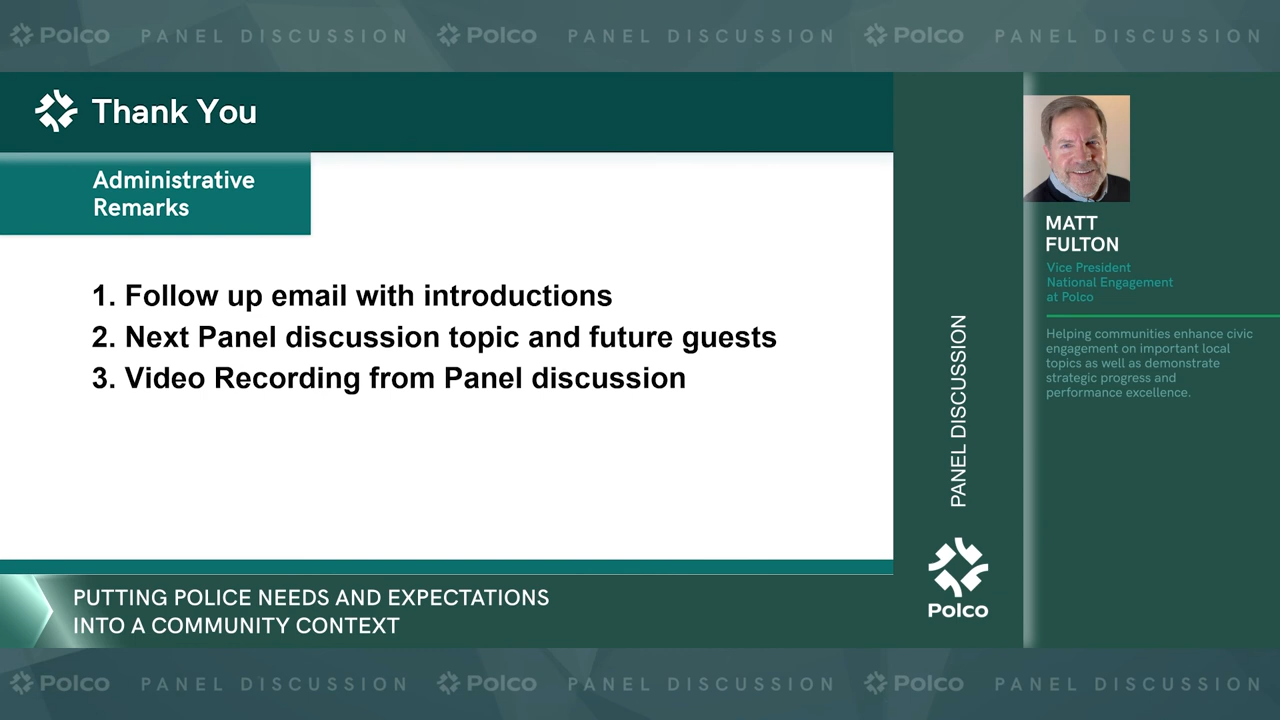 Polco PANEL DISCUSSION Polco PANEL DISCUSSION Polco PANEL DISCUSSION
Thank You
Administrative
Remarks
1. Follow up email with introductions
2. Next Panel discussion topic and future guests
3. Video Recording from Panel discussion
PUTTING POLICE NEEDS AND EXPECTATIONS
INTO A COMMUNITY CONTEXT
PANEL DISCUSSION
Polco
MATT
FULTON
Vice President
National Engagement
at Polco
Helping communities enhance civic
engagement on important local
topics as well as demonstrate
strategic progress and
performance excellence.
Polco PANEL DISCUSSION Polco PANEL DISCUSSION Polco PANEL DISCUSSION